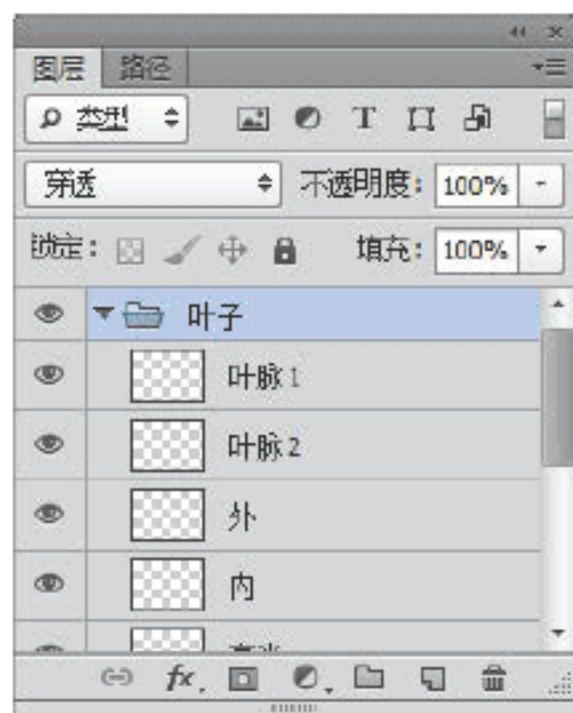 图层 路径
类型 T
穿透 不透明度: 100%
锁定: 填充: 100%
叶子
叶脉 1
叶脉 2
外
内
fx